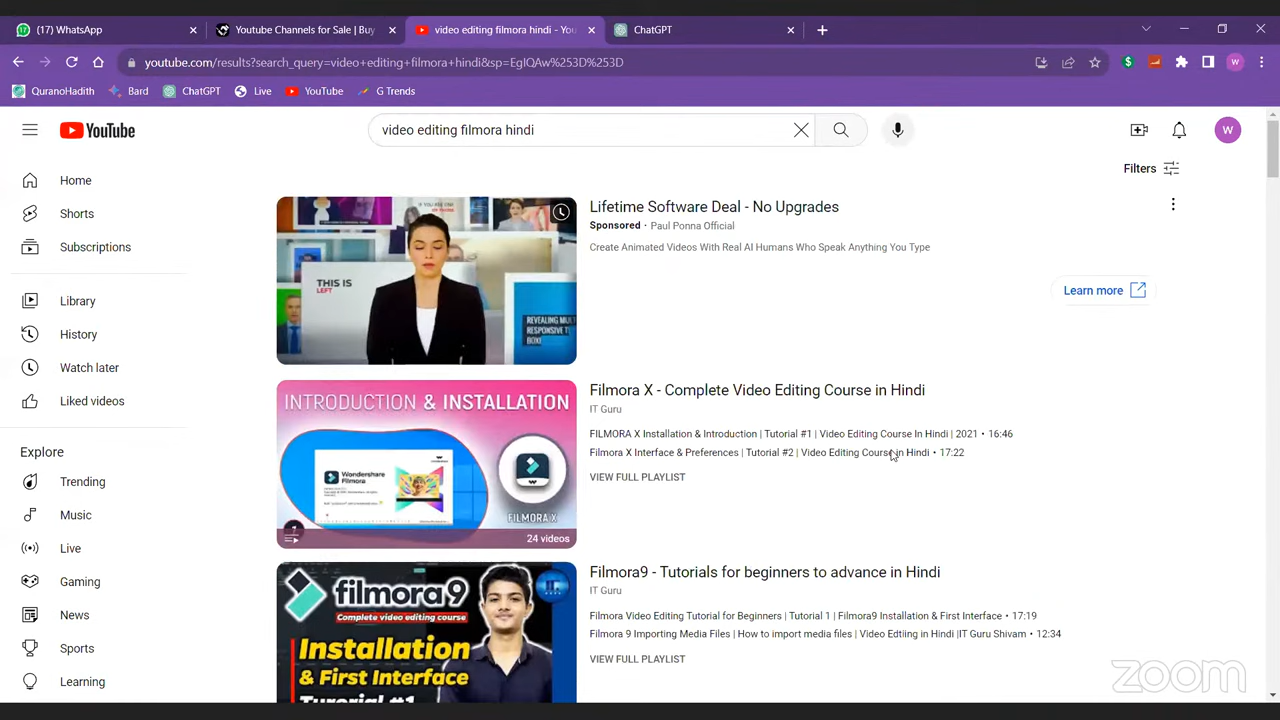 (17) WhatsApp
Youtube Channels for Sale | Buy
video editing filmora hindi - You
ChatGPT
youtube.com/results?search_query=video+editing+filmora+hindi&sp=EgIQAw%253D%253D
W
QuranoHadith
Bard
ChatGPT
Live
YouTube
G Trends
YouTube
video editing filmora hindi
W
Filters
Home
Shorts
Subscriptions
Library
History
Watch later
Liked videos
Explore
Trending
Music
Live
Gaming
News
Sports
Learning
THIS IS
LEFT
Lifetime Software Deal - No Upgrades
Sponsored · Paul Ponna Official
Create Animated Videos With Real AI Humans Who Speak Anything You Type
Learn more
INTRODUCTION & INSTALLATION
Wondershare
Filmora
FILMORA X
24 videos
Filmora X - Complete Video Editing Course in Hindi
IT Guru
FILMORA X Installation & Introduction | Tutorial #1 | Video Editing Course In Hindi | 2021 • 16:46
Filmora X Interface & Preferences | Tutorial #2 | Video Editing Course in Hindi • 17:22
VIEW FULL PLAYLIST
filmora9
Complete video editing course
Installation
& First Interface
Tutorial #1
Filmora9 - Tutorials for beginners to advance in Hindi
IT Guru
Filmora Video Editing Tutorial for Beginners | Tutorial 1 | Filmora9 Installation & First Interface • 17:19
Filmora 9 Importing Media Files | How to import media files | Video Edtiing in Hindi |IT Guru Shivam • 12:34
VIEW FULL PLAYLIST
zoom